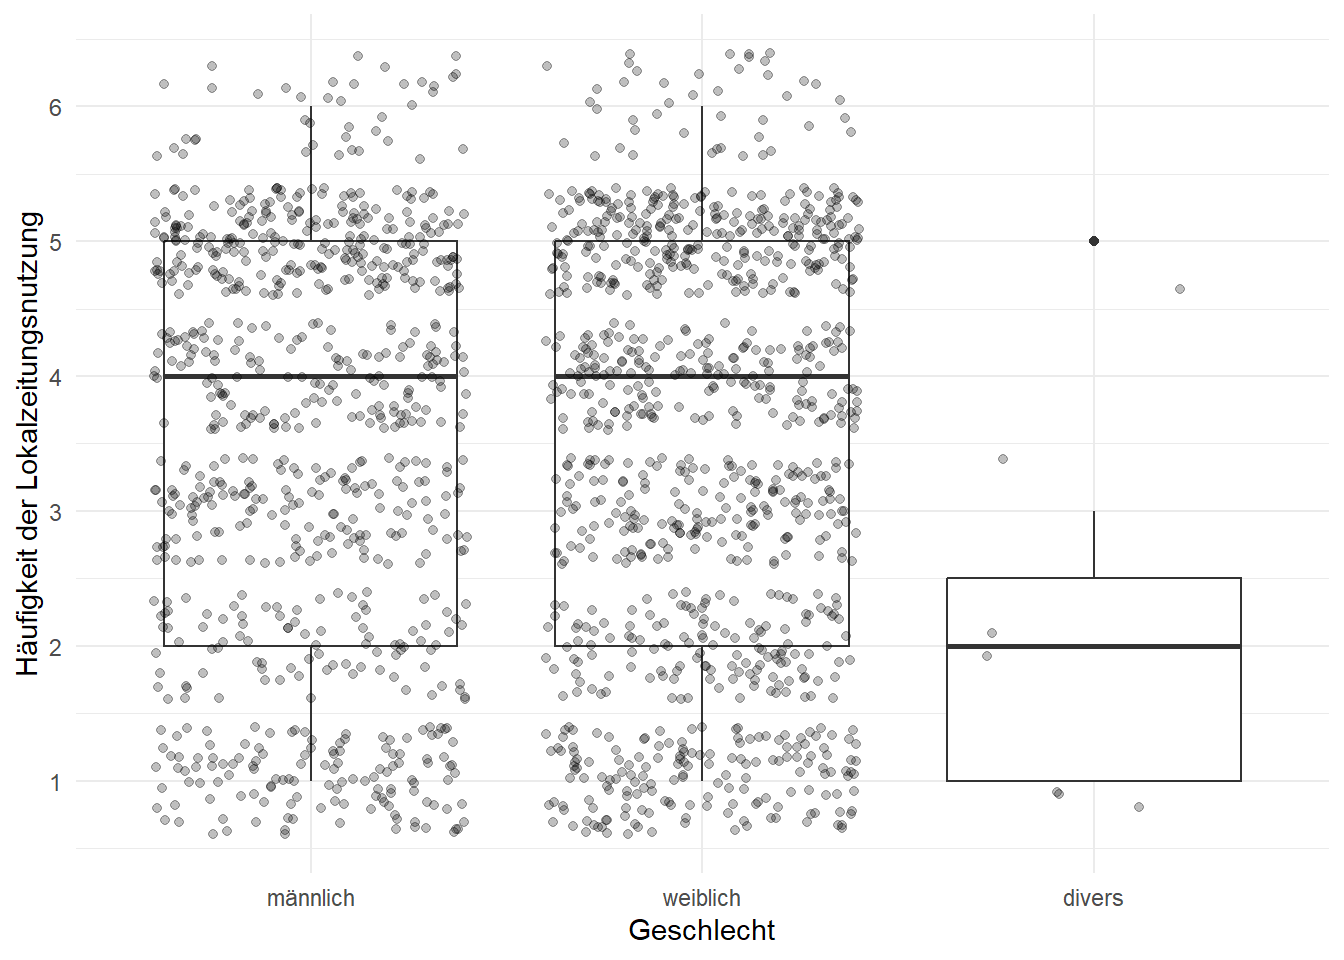 Häufigkeit der Lokalzeitungsnutzung
6
5
4
3
2
1
männlich
weiblich
divers
Geschlecht